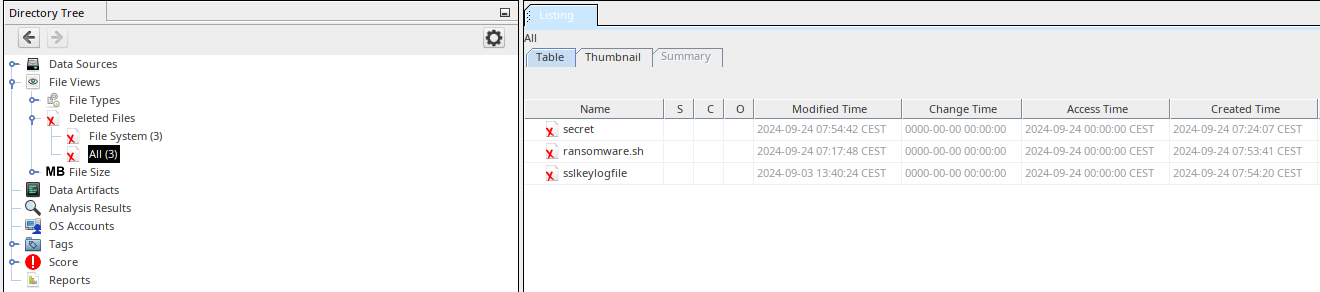 Directory Tree
Data Sources
File Views
File Types
Deleted Files
File System (3)
All (3)
MB File Size
Data Artifacts
Analysis Results
OS Accounts
Tags
Score
Reports
Listing
All
Table Thumbnail Summary
Name S C O Modified Time Change Time Access Time Created Time
secret 2024-09-24 07:54:42 CEST 0000-00-00 00:00:00 2024-09-24 00:00:00 CEST 2024-09-24 07:24:07 CEST
ransomware.sh 2024-09-24 07:17:48 CEST 0000-00-00 00:00:00 2024-09-24 00:00:00 CEST 2024-09-24 07:53:41 CEST
sslkeylogfile 2024-09-03 13:40:24 CEST 0000-00-00 00:00:00 2024-09-24 00:00:00 CEST 2024-09-24 07:54:20 CEST